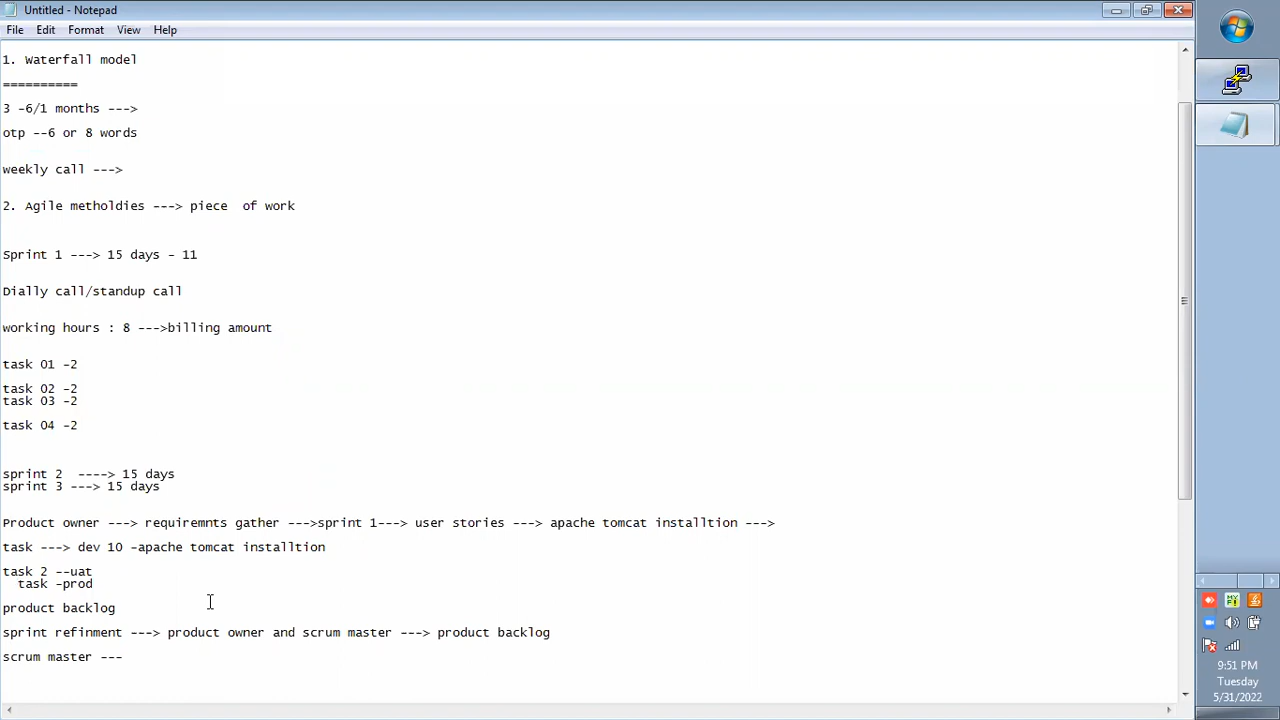 Untitled - Notepad
File Edit Format View Help
1. Waterfall model
==========
3 -6/1 months --->
otp --6 or 8 words
weekly call --->
2. Agile metholdies ---> piece  of work
Sprint 1 ---> 15 days - 11
Dially call/standup call
working hours : 8 --->billing amount
task 01 -2
task 02 -2
task 03 -2
task 04 -2
sprint 2  ----> 15 days
sprint 3 ---> 15 days
Product owner ---> requiremnts gather --->sprint 1---> user stories ---> apache tomcat installtion --->
task ---> dev 10 -apache tomcat installtion
task 2 --uat
  task -prod
product backlog
sprint refinment ---> product owner and scrum master ---> product backlog
scrum master ---
9:51 PM
Tuesday
5/31/2022